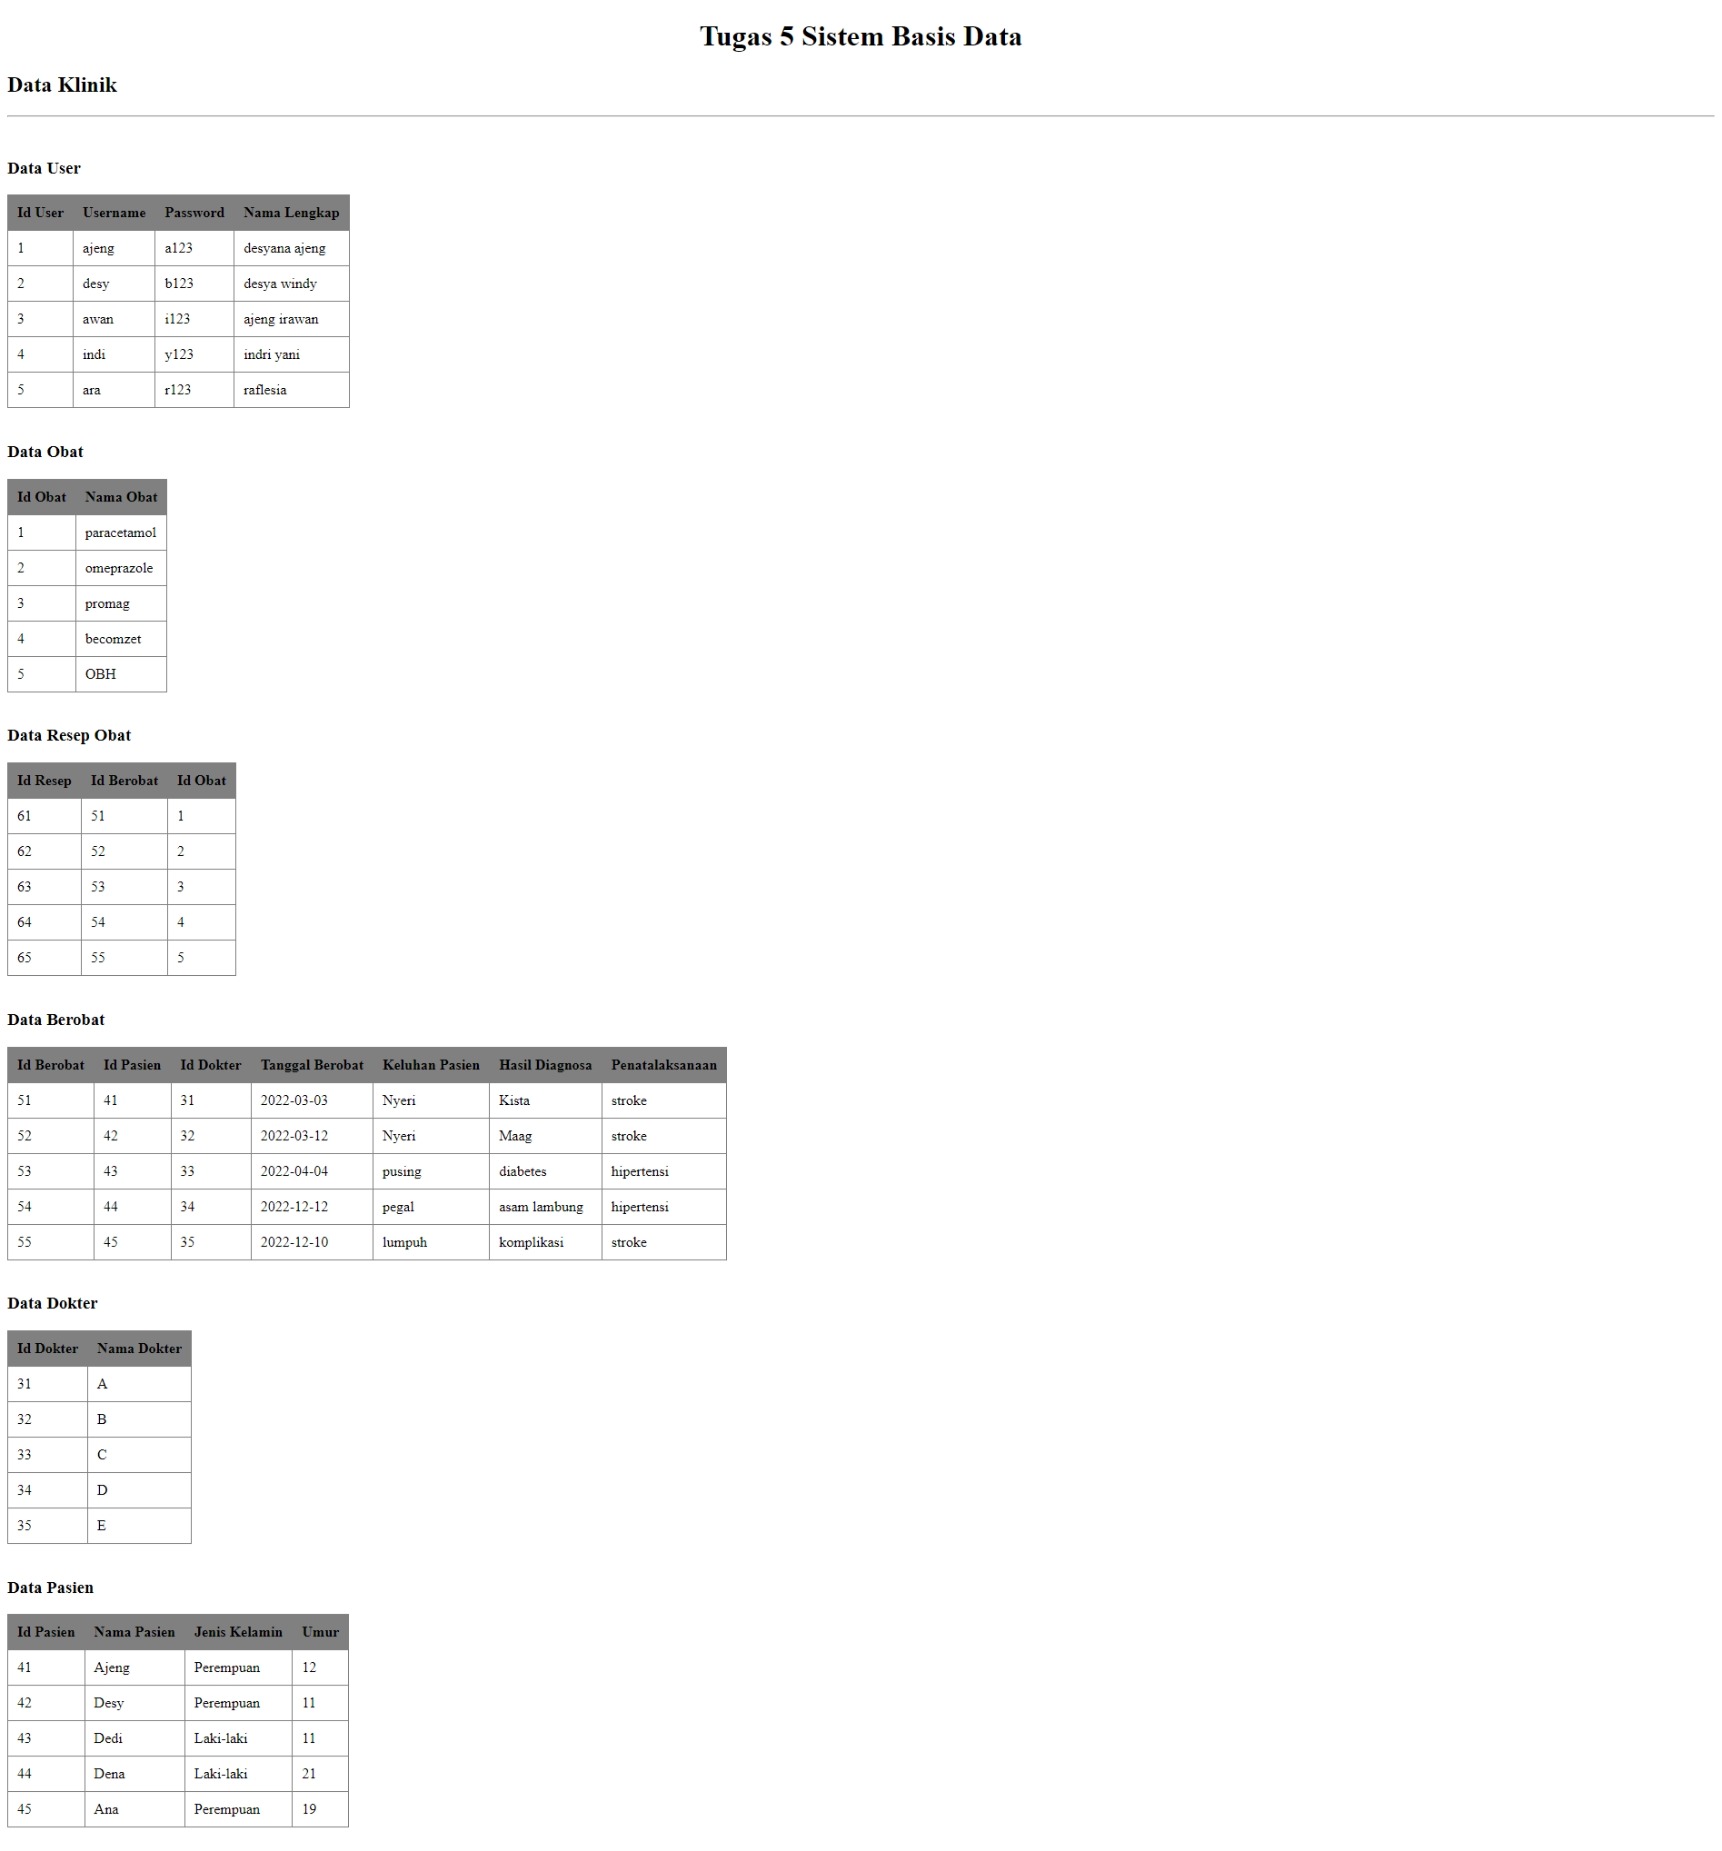 Tugas 5 Sistem Basis Data
Data Klinik
Data User
Id User Username Password Nama Lengkap
1 ajeng a123 desyana ajeng
2 desy b123 desya windy
3 awan i123 ajeng irawan
4 indi y123 indri yani
5 ara r123 raflesia
Data Obat
Id Obat Nama Obat
1 paracetamol
2 omeprazole
3 promag
4 becomzet
5 OBH
Data Resep Obat
Id Resep Id Berobat Id Obat
61 51 1
62 52 2
63 53 3
64 54 4
65 55 5
Data Berobat
Id Berobat Id Pasien Id Dokter Tanggal Berobat Keluhan Pasien Hasil Diagnosa Penatalaksanaan
51 41 31 2022-03-03 Nyeri Kista stroke
52 42 32 2022-03-12 Nyeri Maag stroke
53 43 33 2022-04-04 pusing diabetes hipertensi
54 44 34 2022-12-12 pegal asam lambung hipertensi
55 45 35 2022-12-10 lumpuh komplikasi stroke
Data Dokter
Id Dokter Nama Dokter
31 A
32 B
33 C
34 D
35 E
Data Pasien
Id Pasien Nama Pasien Jenis Kelamin Umur
41 Ajeng Perempuan 12
42 Desy Perempuan 11
43 Dedi Laki-laki 11
44 Dena Laki-laki 21
45 Ana Perempuan 19